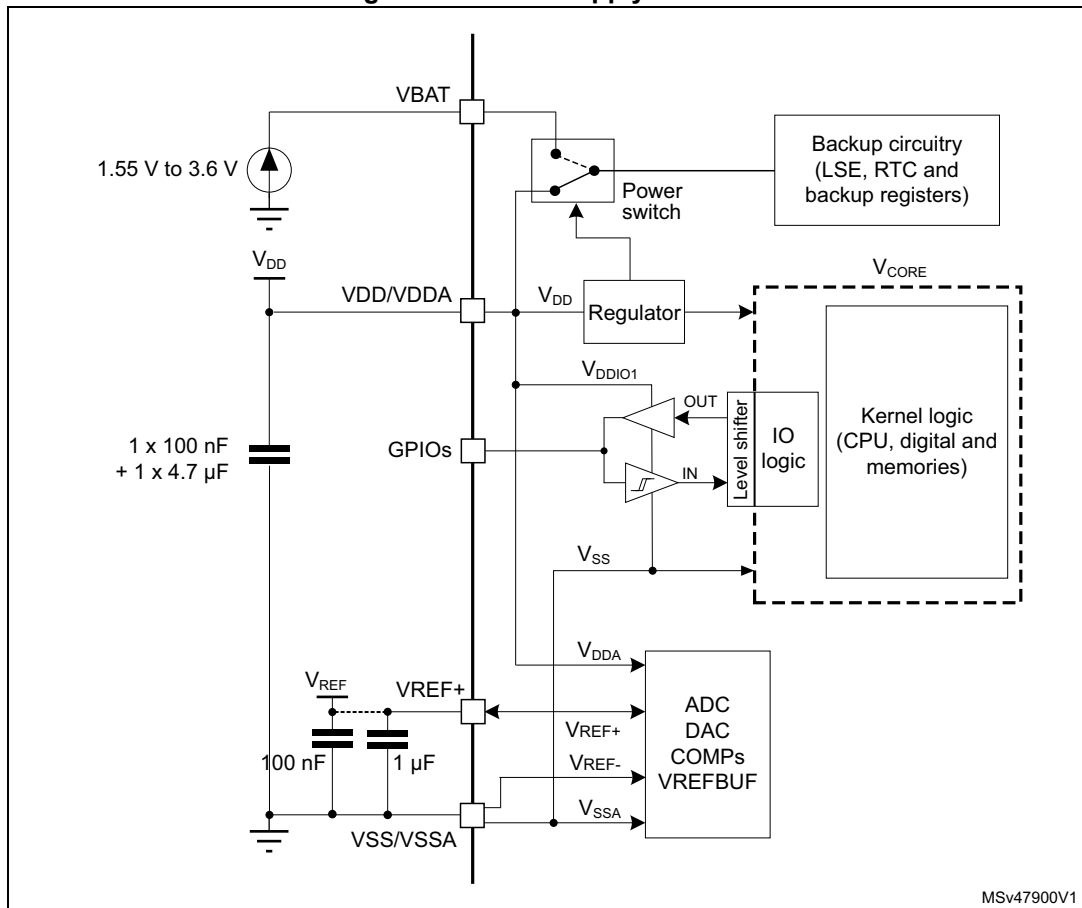 VBAT
1.55 V to 3.6 V
Power
switch
Backup circuitry
(LSE, RTC and
backup registers)
VDD
VDD/VDDA
VDD
Regulator
VCORE
VDDIO1
OUT
GPIOs
IN
Level shifter
IO
logic
Kernel logic
(CPU, digital and
memories)
1 x 100 nF
+ 1 x 4.7 µF
VSS
VDDA
VREF
VREF+
VREF+
100 nF
1 µF
VREF-
VSSA
ADC
DAC
COMPs
VREFBUF
VSS/VSSA
MSv47900V1